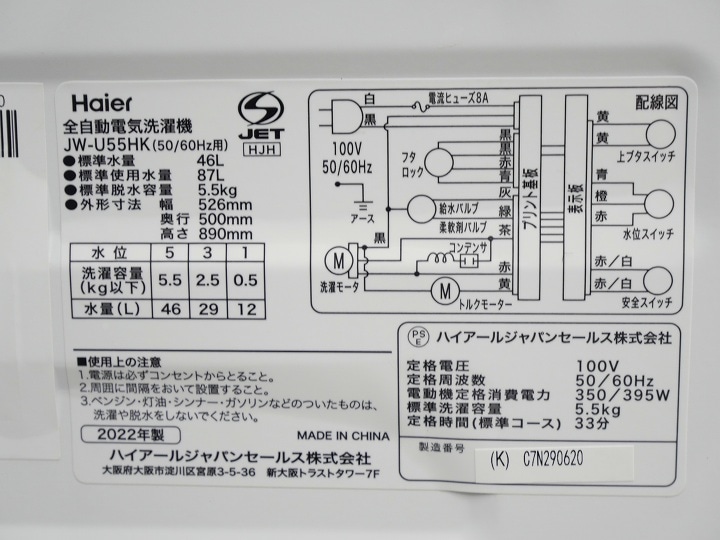 Haier
全自動電気洗濯機
JW-U55HK(50/60Hz用)
S
JET
HJH
●標準水量 46L
●標準使用水量 87L
●標準脱水容量 5.5kg
●外形寸法 幅 526mm
奥行 500mm
高さ 890mm
水位 5 3 1
洗濯容量(kg以下) 5.5 2.5 0.5
水量(L) 46 29 12
■使用上の注意
1.電源は必ずコンセントからとること。
2.周囲に間隔をおいて設置すること。
3.ベンジン・灯油・シンナー・ガソリンなどのついたものは、
洗濯や脱水をしないでください。
2022年製
MADE IN CHINA
ハイアールジャパンセールス株式会社
大阪府大阪市淀川区宮原3-5-36 新大阪トラストタワー7F
配線図
白
電流ヒューズ8A
黒
100V
50/60Hz
アース
フタ
ロック
黒
黒
赤
青
灰
給水バルブ
緑
柔軟剤バルブ
茶
黒
コンデンサ
M
洗濯モータ
赤
黄
M
トルクモーター
プリント基板
表示板
黄
黄
上ブタスイッチ
青
橙
赤
水位スイッチ
赤/白
赤/白
安全スイッチ
PS
E
ハイアールジャパンセールス株式会社
定格電圧 100V
定格周波数 50/60Hz
電動機定格消費電力 350/395W
標準洗濯容量 5.5kg
定格時間(標準コース) 33分
製造番号
(K) C7N290620
0